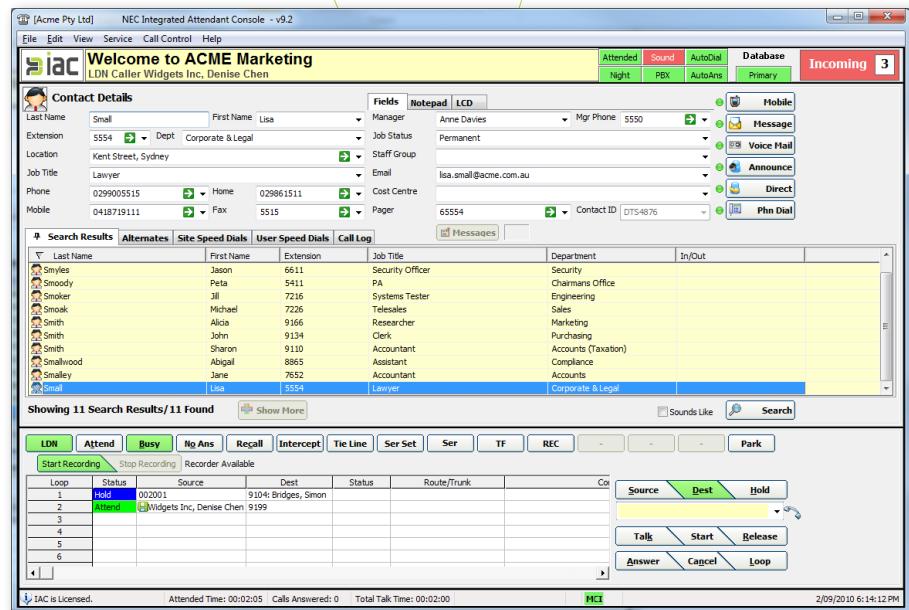 [Acme Pty Ltd] NEC Integrated Attendant Console - v9.2
File Edit View Service Call Control Help
iac
Welcome to ACME Marketing
LDN Caller Widgets Inc, Denise Chen
Attended Sound AutoDial
Night PBX AutoAns
Database
Primary
Incoming 3
Contact Details
Fields Notepad LCD
Last Name Small First Name Lisa Manager Anne Davies Mgr Phone 5550
Extension 5554 Dept Corporate & Legal Job Status Permanent
Location Kent Street, Sydney Staff Group
Job Title Lawyer Email lisa.small@acme.com.au
Phone 0299005515 Home 029861511 Cost Centre
Mobile 0418719111 Fax 5515 Pager 65554 Contact ID DTS4876
Mobile
Message
Voice Mail
Announce
Direct
Phn Dial
Messages
Search Results Alternates Site Speed Dials User Speed Dials Call Log
Last Name First Name Extension Job Title Department In/Out
Smyles Jason 6611 Security Officer Security
Smoody Peta 5411 PA Chairmans Office
Smoker Jill 7216 Systems Tester Engineering
Smoak Michael 7226 Telesales Sales
Smith Alicia 9166 Researcher Marketing
Smith John 9134 Clerk Purchasing
Smith Sharon 9110 Accountant Accounts (Taxation)
Smallwood Abigail 8865 Assistant Compliance
Smalley Jane 7652 Accountant Accounts
Small Lisa 5554 Lawyer Corporate & Legal
Showing 11 Search Results/11 Found Show More Sounds Like Search
LDN Attend Busy No Ans Recall Intercept Tie Line Ser Set Ser TF REC - - - Park
Start Recording Stop Recording Recorder Available
Loop Status Source Dest Status Route/Trunk Co
1 Hold 002001 9104: Bridges, Simon
2 Attend Widgets Inc, Denise Chen 9199
3
4
5
6
Source Dest Hold
Talk Start Release
Answer Cancel Loop
IAC is Licensed. Attended Time: 00:02:05 Calls Answered: 0 Total Talk Time: 00:02:00 MCI 2/09/2010 6:14:12 PM